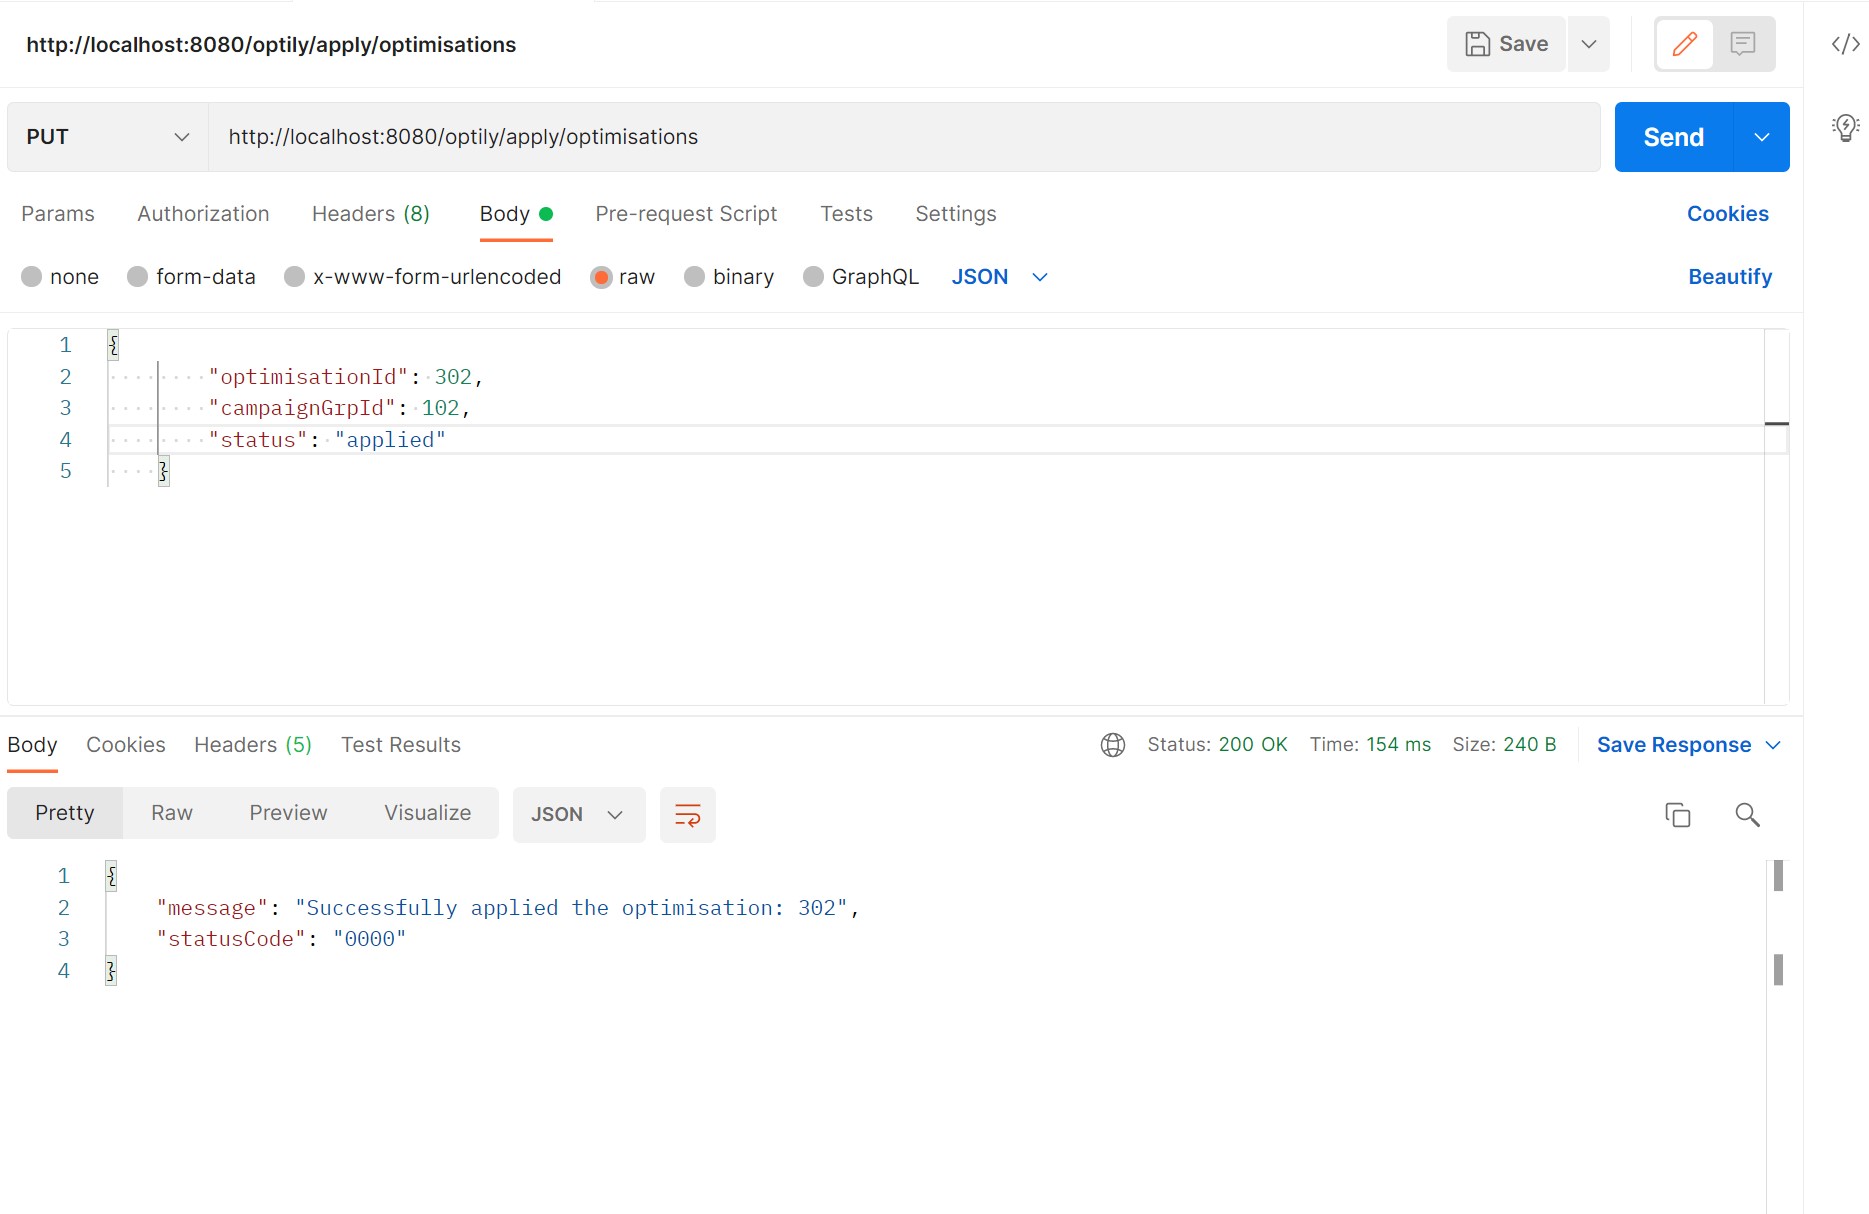 http://localhost:8080/optily/apply/optimisations
Save
PUT http://localhost:8080/optily/apply/optimisations Send
Params Authorization Headers (8) Body Pre-request Script Tests Settings Cookies
none form-data x-www-form-urlencoded raw binary GraphQL JSON Beautify
1 {
2 "optimisationId": 302,
3 "campaignGrpId": 102,
4 "status": "applied"
5 }
Body Cookies Headers (5) Test Results Status: 200 OK Time: 154 ms Size: 240 B Save Response
Pretty Raw Preview Visualize JSON
1 {
2 "message": "Successfully applied the optimisation: 302",
3 "statusCode": "0000"
4 }